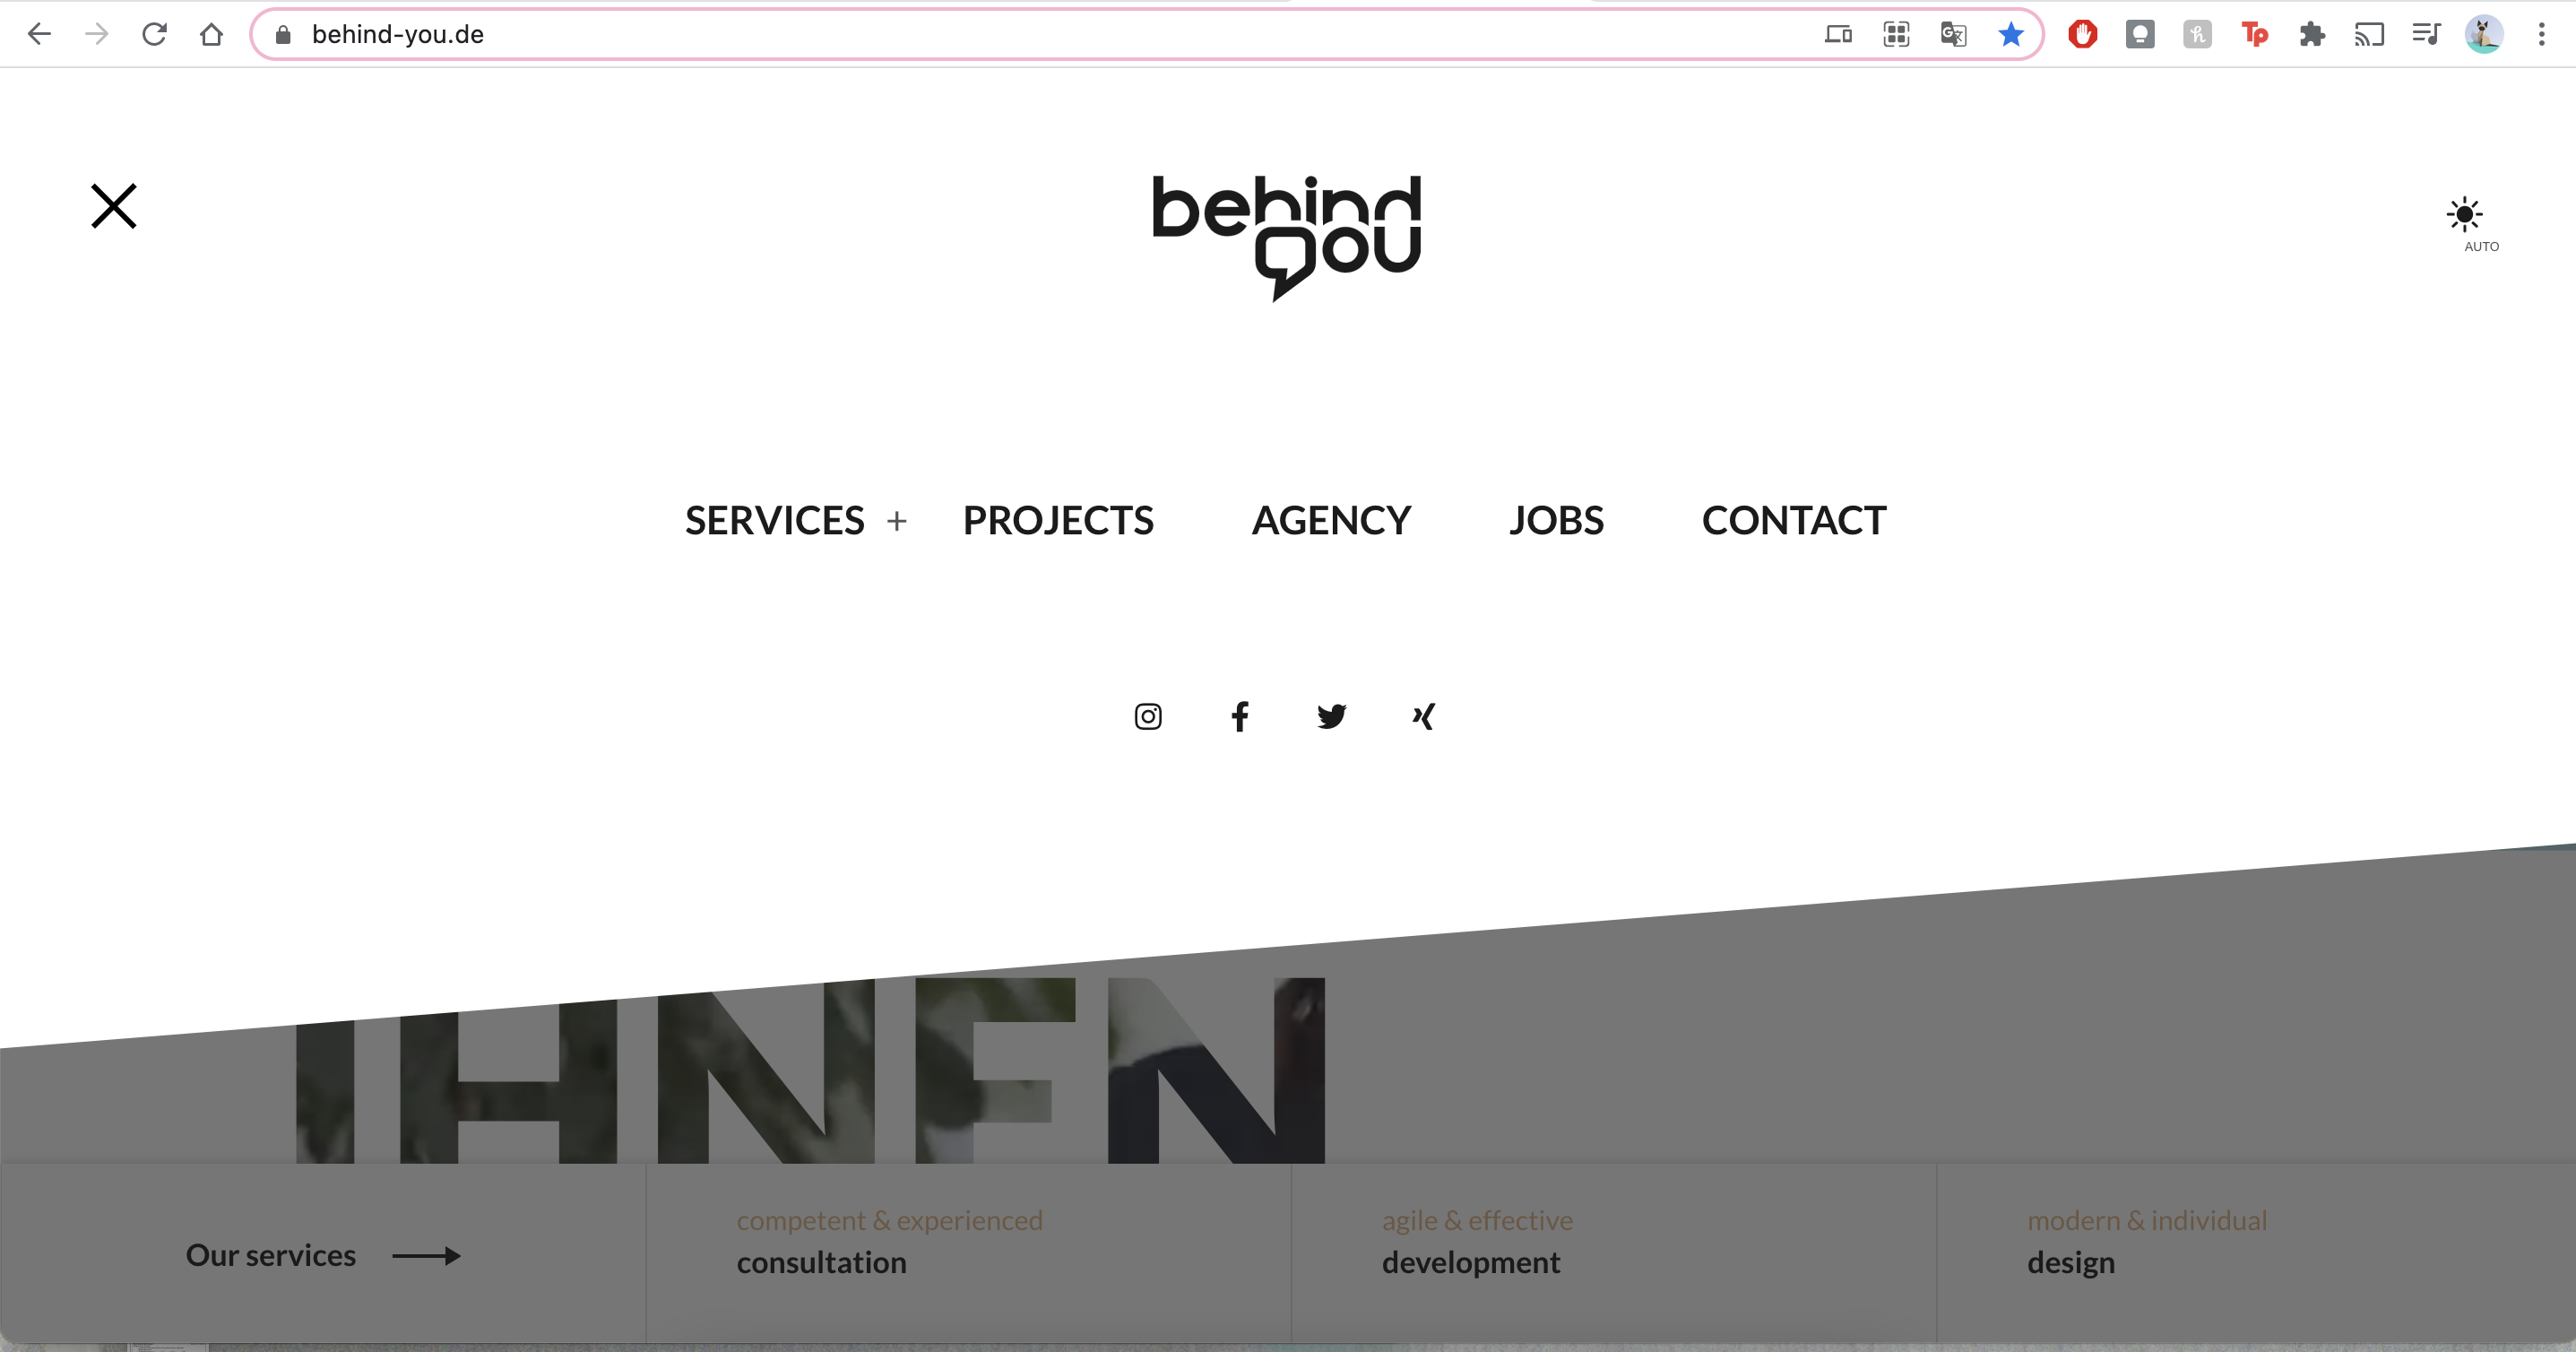 behind-you.de
behind
you
AUTO
SERVICES + PROJECTS AGENCY JOBS CONTACT
IHNEN
Our services
competent & experienced
consultation
agile & effective
development
modern & individual
design